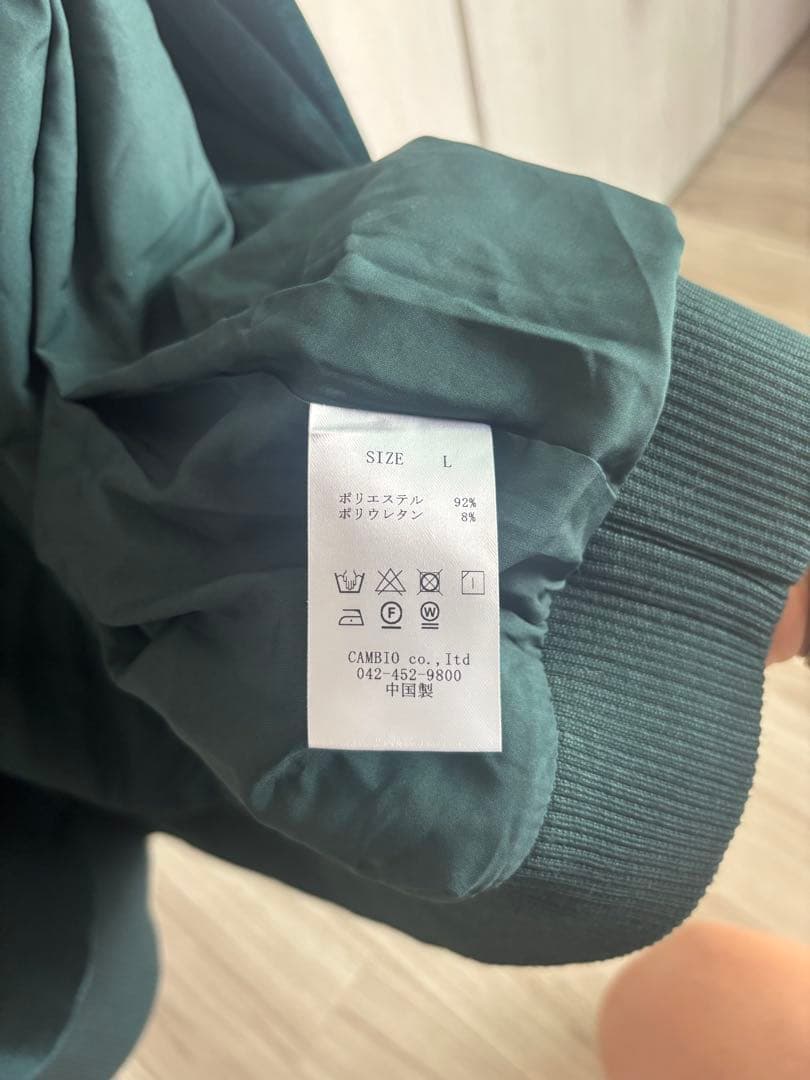 SIZE L
ポリエステル 92%
ポリウレタン 8%
F W
CAMBIO co.,Itd
042-452-9800
中国製